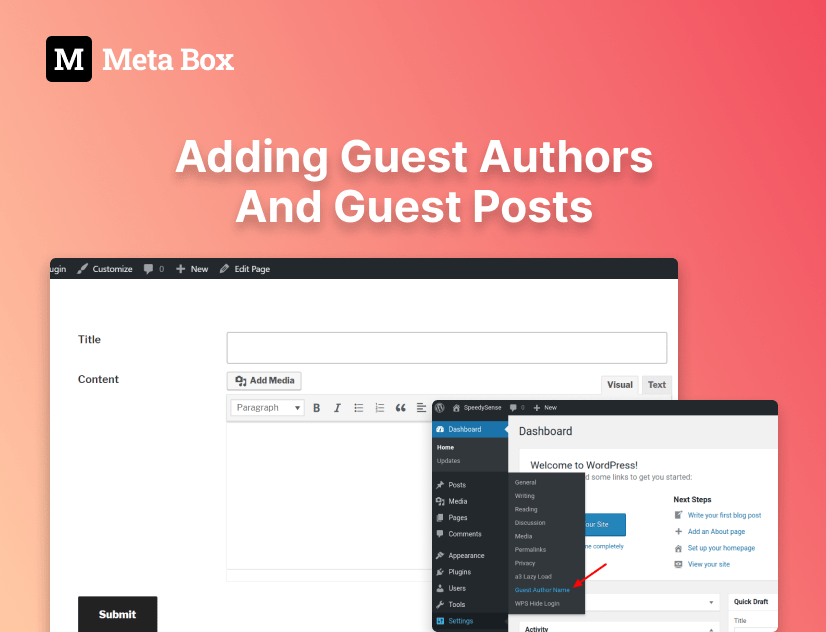 M Meta Box
Adding Guest Authors
And Guest Posts
ugin Customize 0 New Edit Page
Title
Content
Add Media
Visual Text
Paragraph B I
SpeedySense 0 New
Dashboard
Home
Updates
Posts
Media
Pages
Comments
Appearance
Plugins
Users
Tools
Settings
General
Writing
Reading
Discussion
Media
Permalinks
Privacy
a3 Lazy Load
Guest Author Name
WPS Hide Login
Dashboard
Welcome to WordPress!
d some links to get you started:
our Site
me completely
Next Steps
Write your first blog post
Add an About page
Set up your homepage
View your site
Quick Draft
Title
Activity
Submit